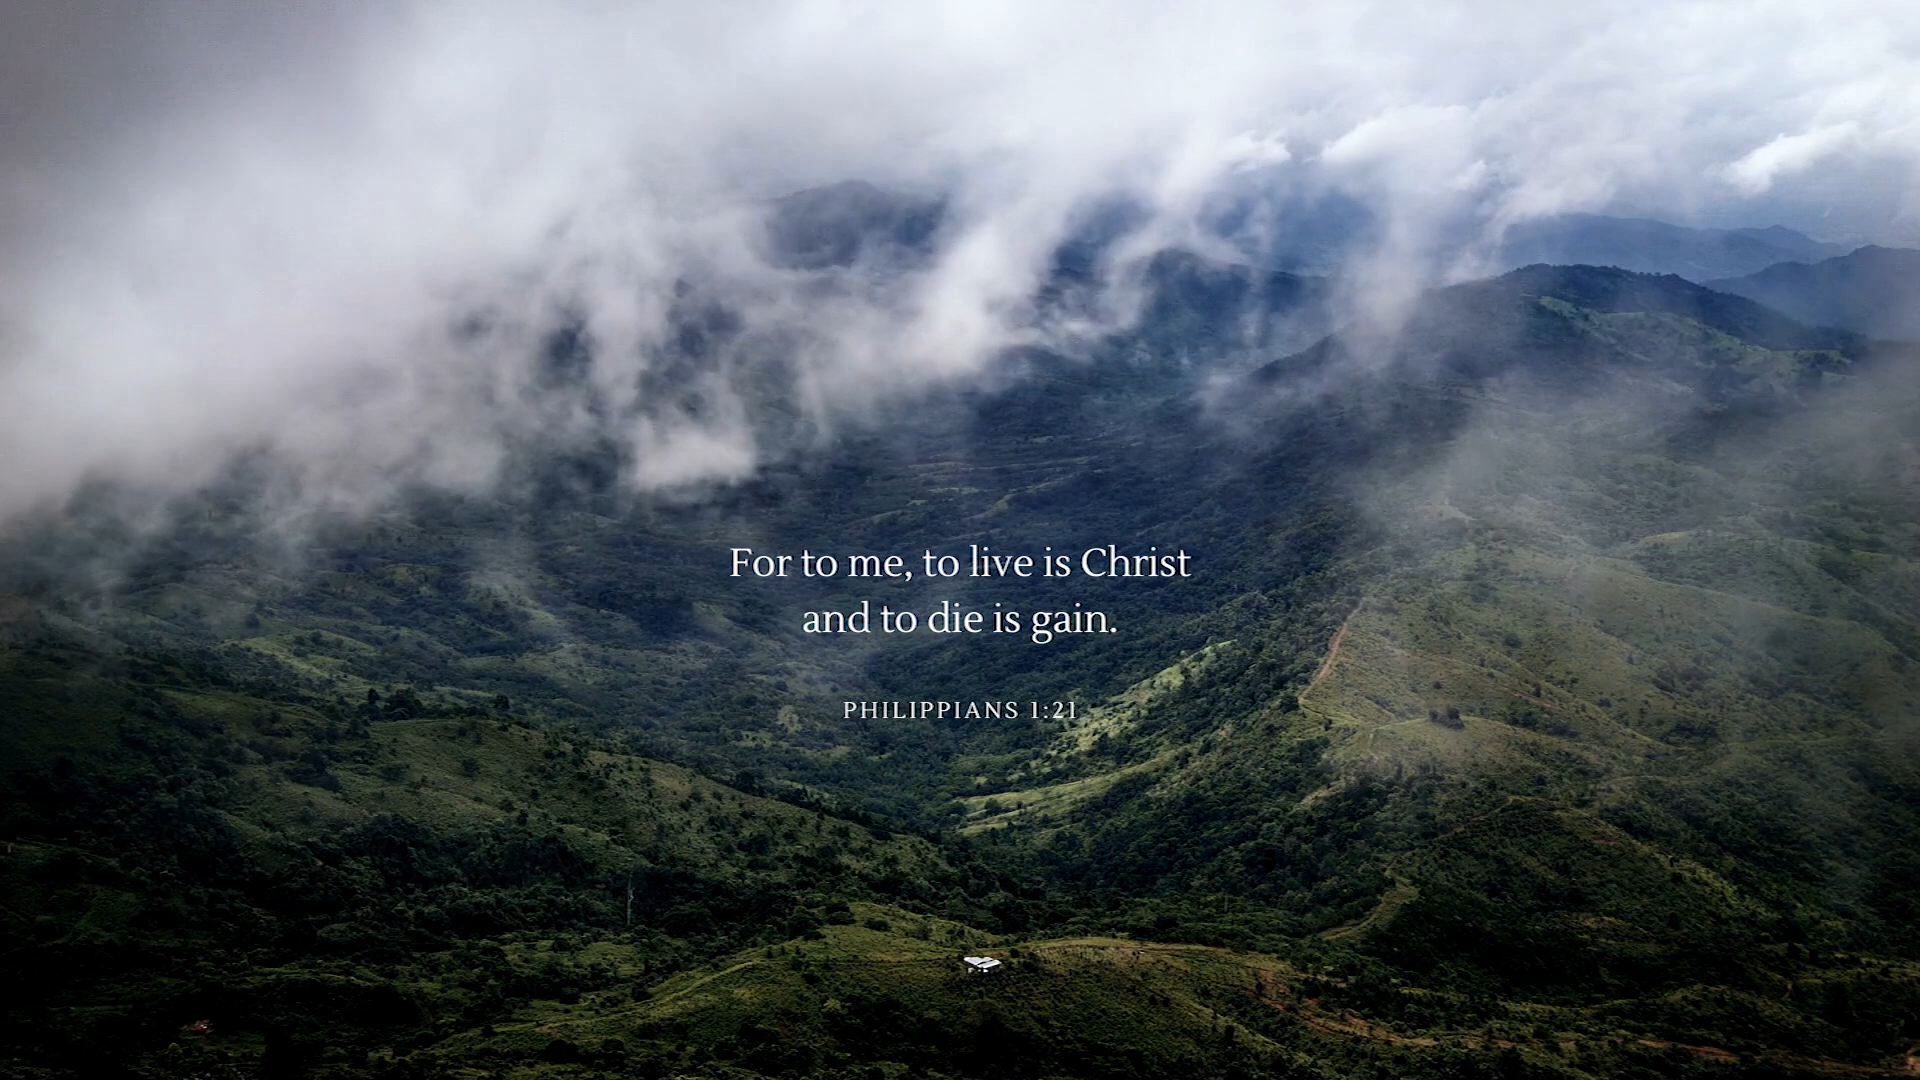 For to me, to live is Christ
and to die is gain.
PHILIPPIANS 1:21